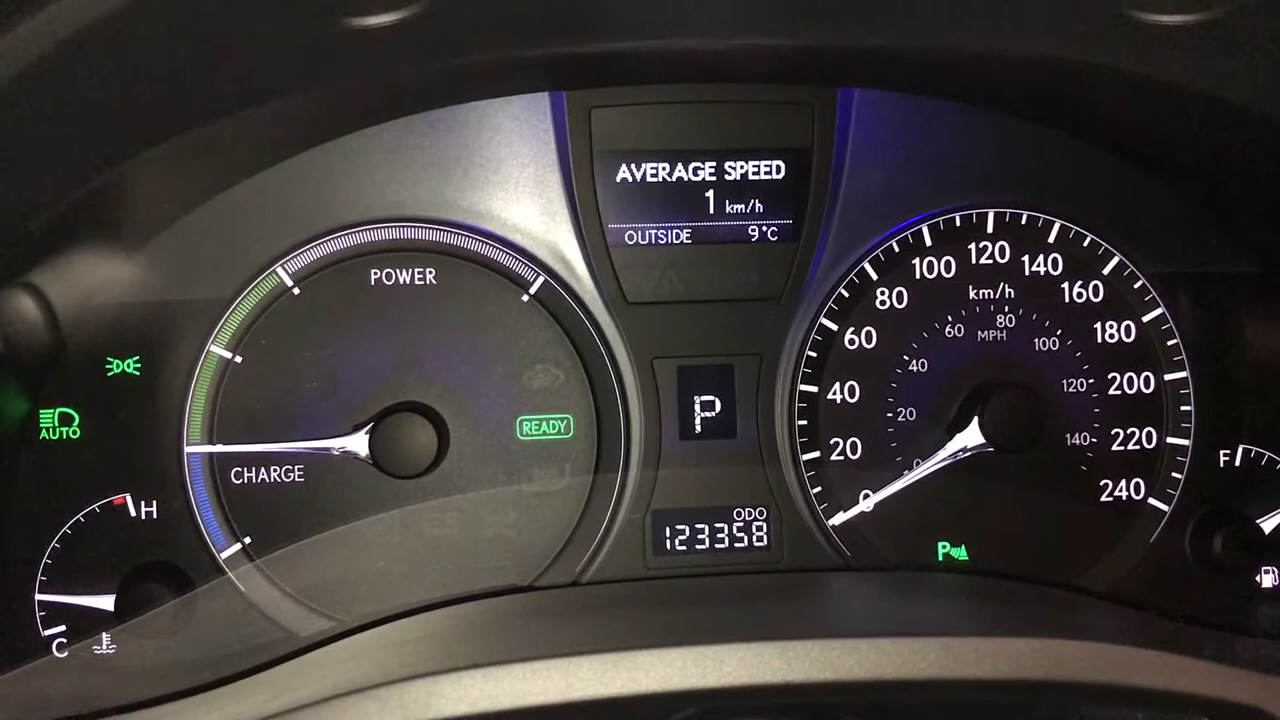 AVERAGE SPEED
1 km/h
OUTSIDE 9°C
POWER
CHARGE
READY
AUTO
H
C
P
ODO
123358
0
20
40
60
80
100
120
140
160
180
200
220
240
km/h
20
40
60
80
100
120
140
MPH
P
F